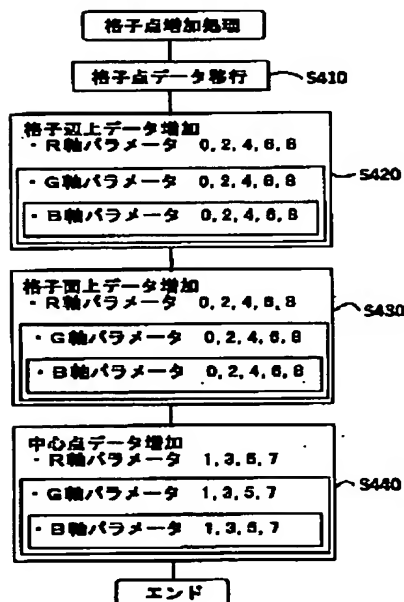 格子点増加処理
格子点データ移行
S410
格子辺上データ増加
・R軸パラメータ 0,2,4,6,8
S420
・G軸パラメータ 0,2,4,6,8
・B軸パラメータ 0,2,4,6,8
格子面上データ増加
・R軸パラメータ 0,2,4,6,8
S430
・G軸パラメータ 0,2,4,6,8
・B軸パラメータ 0,2,4,6,8
中心点データ増加
・R軸パラメータ 1,3,5,7
・G軸パラメータ 1,3,5,7
S440
・B軸パラメータ 1,3,5,7
エンド